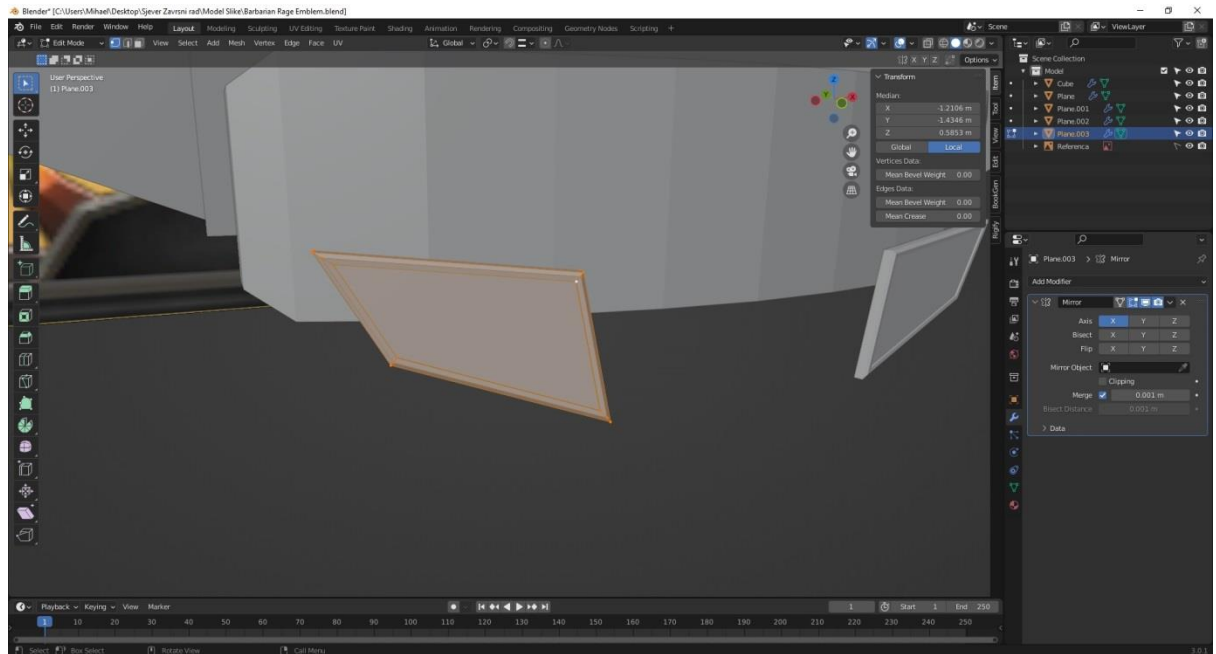 Blender* [C:\Users\Mihael\Desktop\Sjever Zavrsni rad\Model Slike\Barbarian Rage Emblem.blend]
File Edit Render Window Help Layout Modeling Sculpting UV Editing Texture Paint Shading Animation Rendering Compositing Geometry Nodes Scripting + Scene ViewLayer
Edit Mode View Select Add Mesh Vertex Edge Face UV Global
X Y Z Options
User Perspective
(1) Plane.003
Transform
Median:
X -1.2106 m
Y -1.4346 m
Z 0.5853 m
Global Local
Vertices Data:
Mean Bevel Weight 0.00
Edges Data:
Mean Bevel Weight 0.00
Mean Crease 0.00
Item
Tool
View
Edit
BookGen
Rigify
Z
Y
X
Scene Collection
Model
Cube
Plane
Plane.001
Plane.002
Plane.003
Referenca
Plane.003 > Mirror
Add Modifier
Mirror
Axis X Y Z
Bisect X Y Z
Flip X Y Z
Mirror Object
Clipping
Merge 0.001 m
Bisect Distance 0.001 m
> Data
Playback Keying View Marker 1 Start 1 End 250
1 10 20 30 40 50 60 70 80 90 100 110 120 130 140 150 160 170 180 190 200 210 220 230 240 250
Select Box Select Rotate View Call Menu 3.0.1